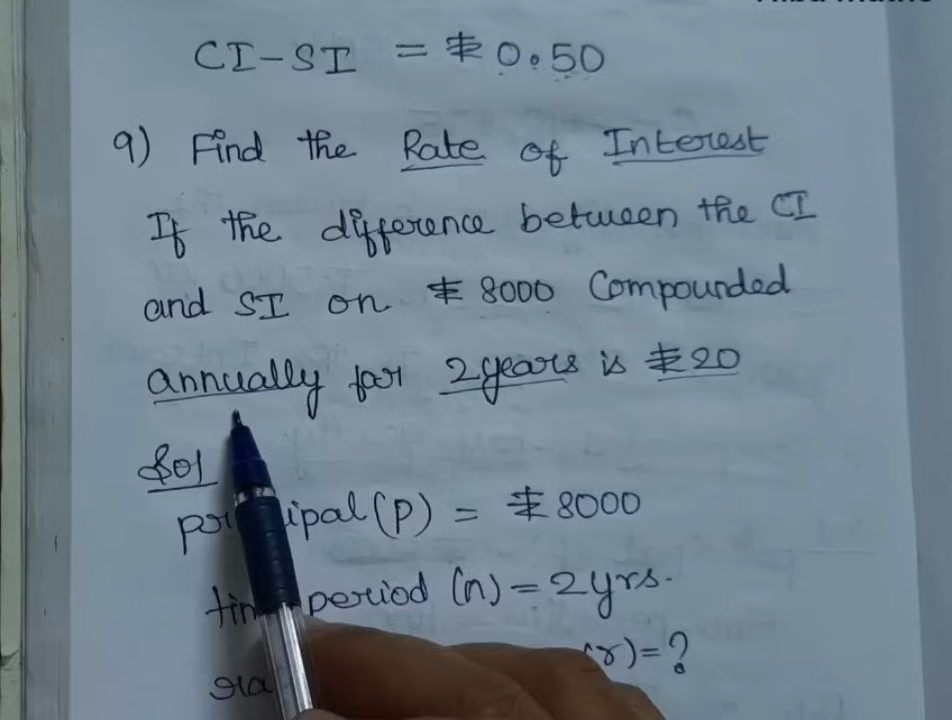 CI-SI = ₹0.50
9) Find the Rate of Interest
If the difference between the CI
and SI on ₹ 8000 Compounded
annually for 2years is ₹20
Sol
ipal(p) = ₹8000
period (n) = 2yrs.
(r)=?